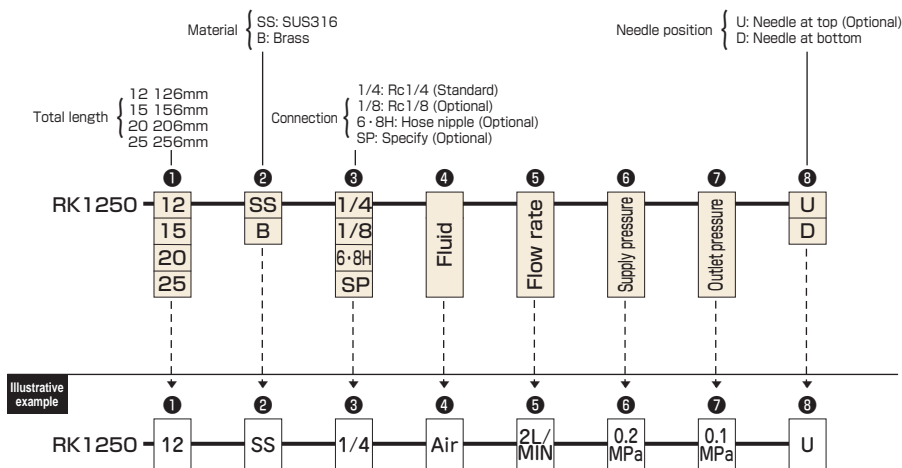 Material
SS: SUS316
B: Brass
Needle position
U: Needle at top (Optional)
D: Needle at bottom
Total length
12 126mm
15 156mm
20 206mm
25 256mm
Connection
1/4: Rc1/4 (Standard)
1/8: Rc1/8 (Optional)
6・8H: Hose nipple (Optional)
SP: Specify (Optional)
❶ ❷ ❸ ❹ ❺ ❻ ❼ ❽
RK1250
12
15
20
25
SS
B
1/4
1/8
6・8H
SP
Fluid
Flow rate
Supply pressure
Outlet pressure
U
D
Illustrative
example
❶ ❷ ❸ ❹ ❺ ❻ ❼ ❽
RK1250
12
SS
1/4
Air
2L/
MIN
0.2
MPa
0.1
MPa
U